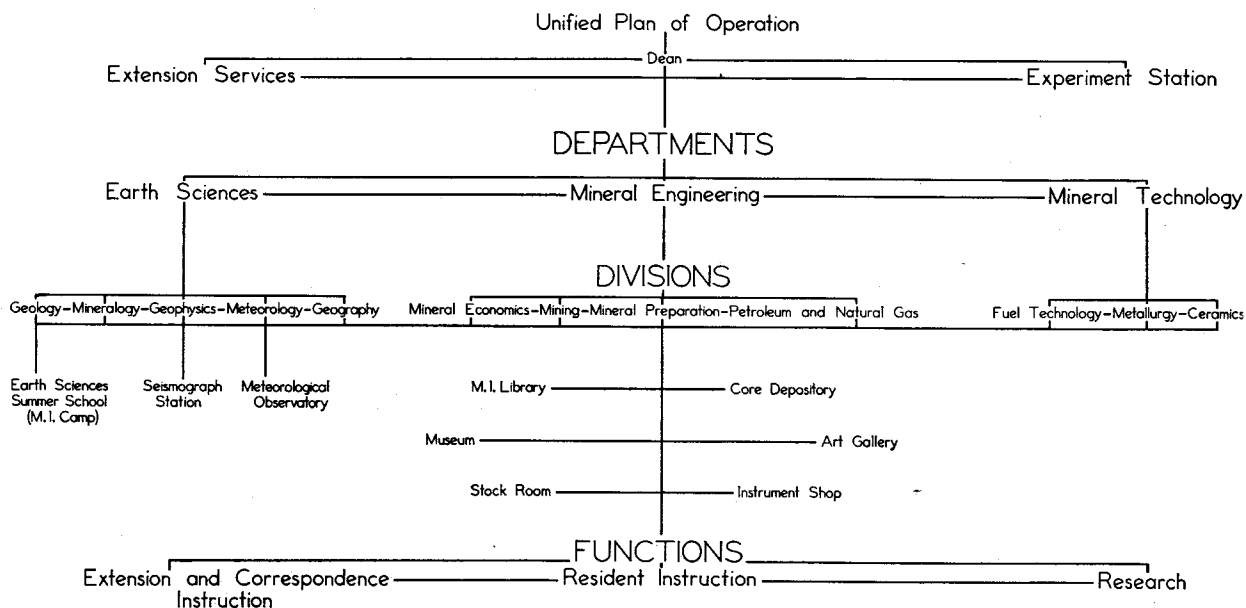 Unified Plan of Operation
Dean
Extension Services
Experiment Station
DEPARTMENTS
Earth Sciences
Mineral Engineering
Mineral Technology
DIVISIONS
Geology-Mineralogy-Geophysics-Meteorology-Geography
Mineral Economics-Mining-Mineral Preparation-Petroleum and Natural Gas
Fuel Technology-Metallurgy-Ceramics
Earth Sciences
Summer School
(M.I. Camp)
Seismograph
Station
Meteorological
Observatory
M.I. Library
Core Depository
Museum
Art Gallery
Stock Room
Instrument Shop
FUNCTIONS
Extension and Correspondence
Instruction
Resident Instruction
Research